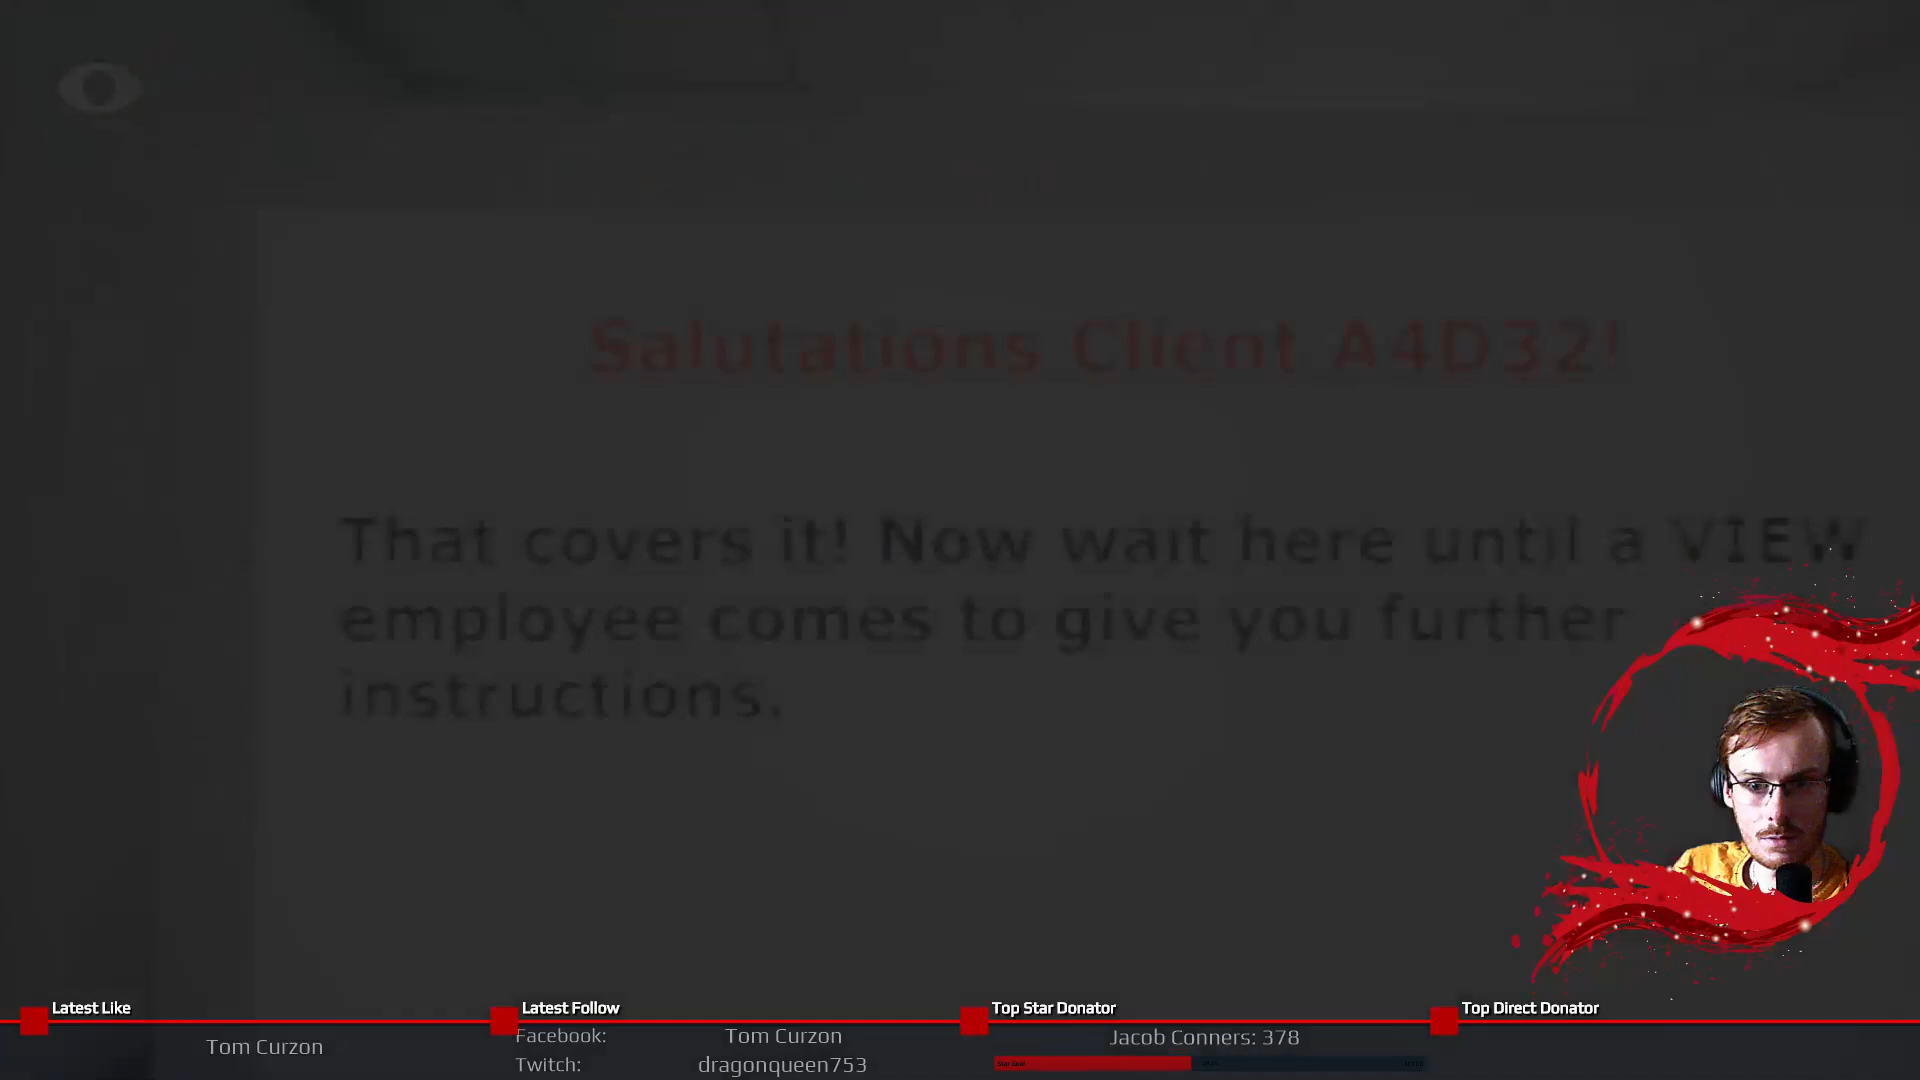 Salutations Client A4D32!
That covers it! Now wait here until a VIEW
employee comes to give you further
instructions.
Latest Like
Latest Follow
Top Star Donator
Top Direct Donator
Tom Curzon
Facebook: Tom Curzon
Twitch: dragonqueen753
Jacob Conners: 378
Star Goal